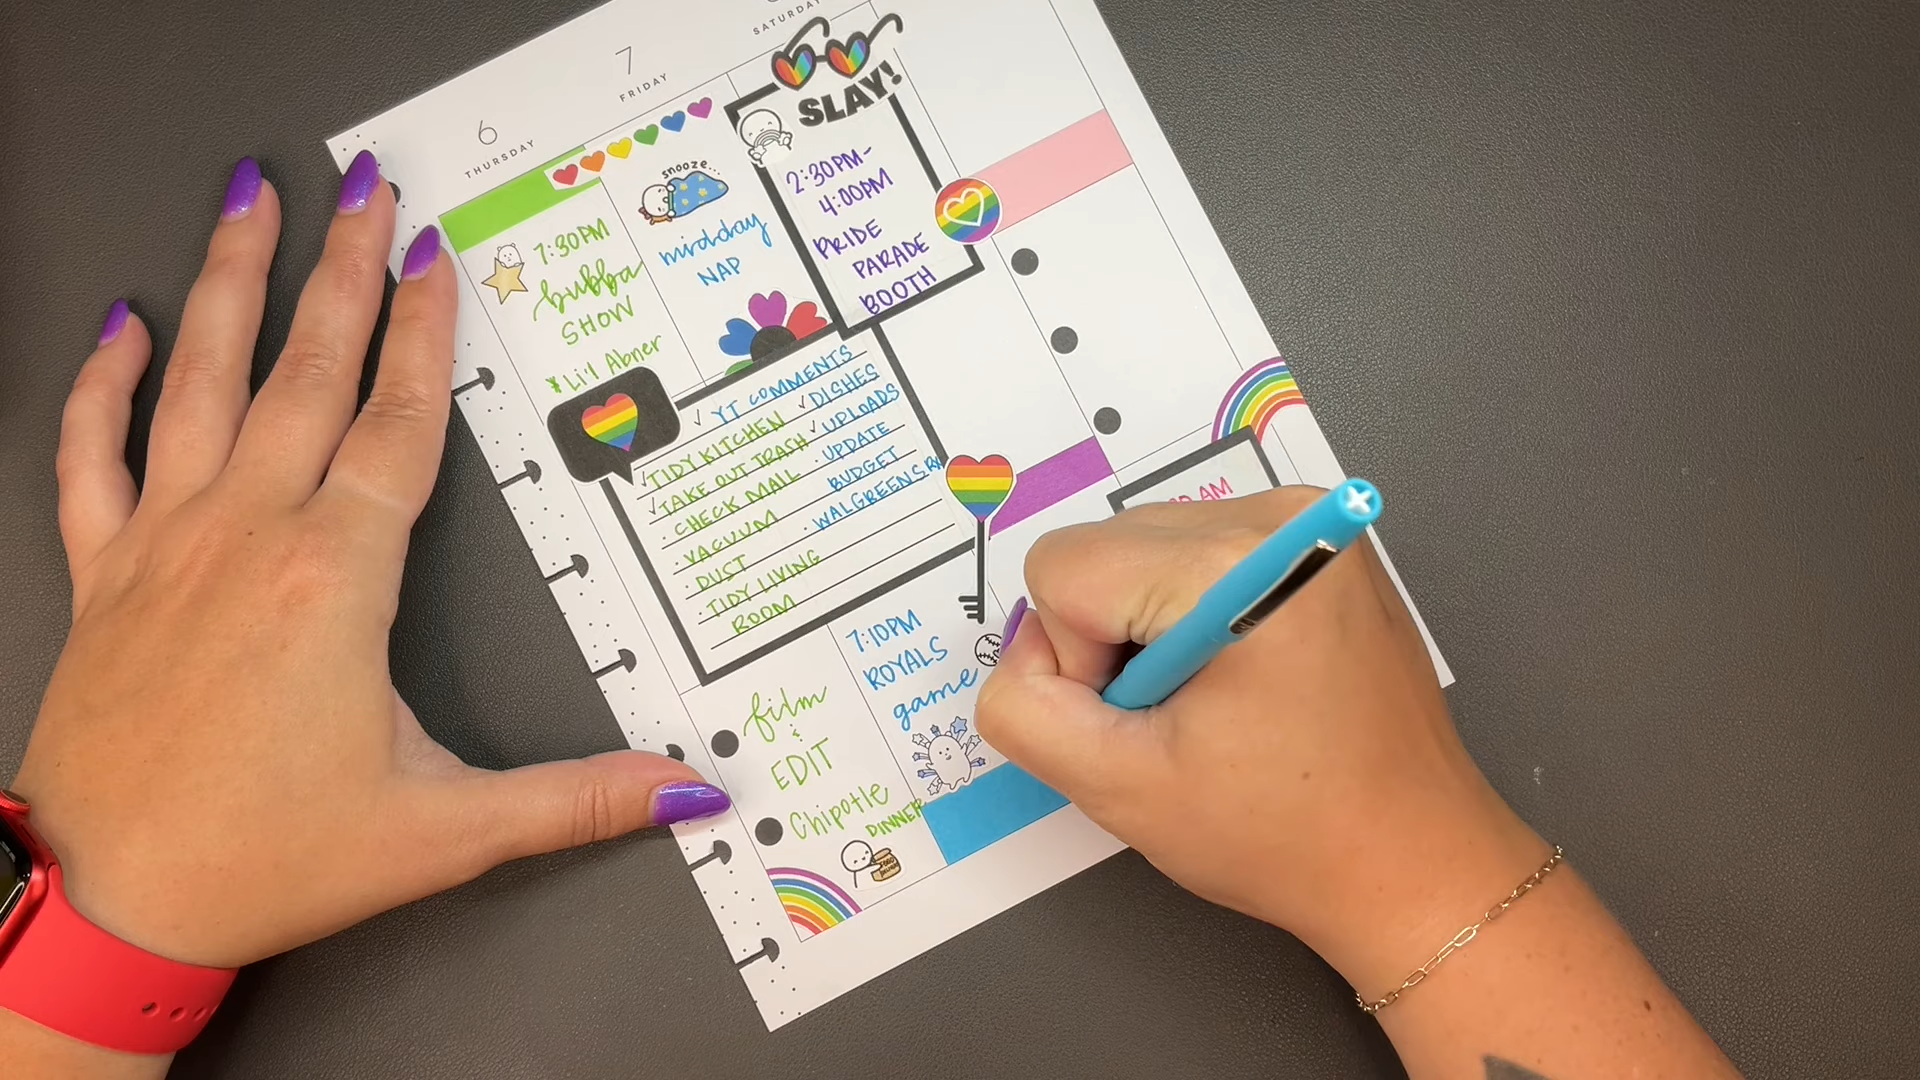 6
THURSDAY
7
FRIDAY
SATURDAY
7:30PM
bubba
SHOW
*Li'l Abner
snooze...
midday
NAP
SLAY!
2:30PM-
4:00PM
PRIDE
PARADE
BOOTH
✓ YT COMMENTS
✓TIDY KITCHEN
✓TAKE OUT TRASH
· CHECK MAIL
· VACUUM
· DUST
· TIDY LIVING
ROOM
✓DISHES
✓UPLOADS
· UPDATE
BUDGET
· WALGREENS RX
film
&
EDIT
Chipotle
DINNER
7:10PM
ROYALS
game
AM